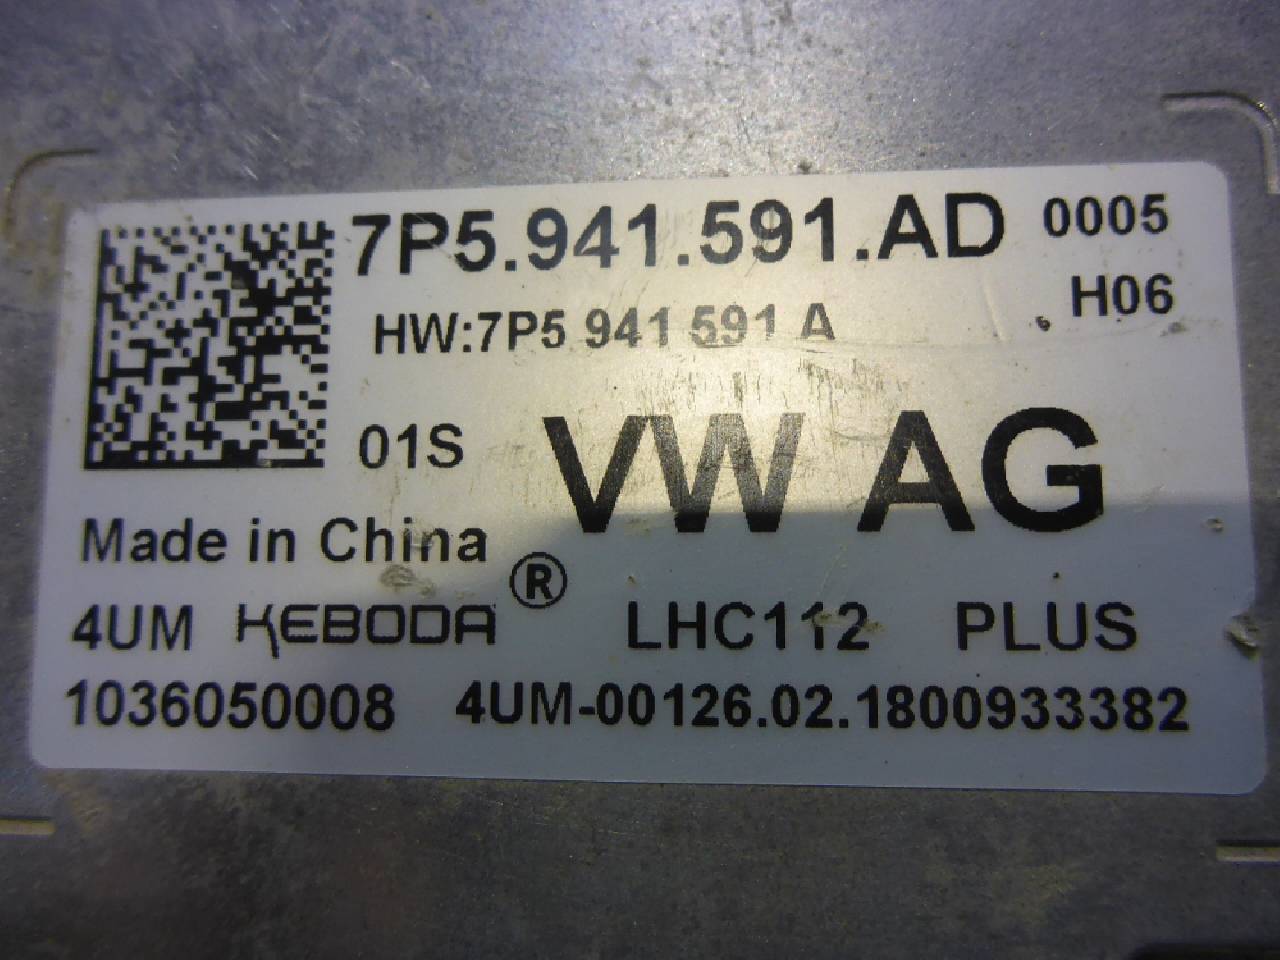 7P5.941.591.AD 0005
HW:7P5 941 591 A H06
01S VW AG
Made in China
4UM KEBODA ® LHC112 PLUS
1036050008 4UM-00126.02.1800933382